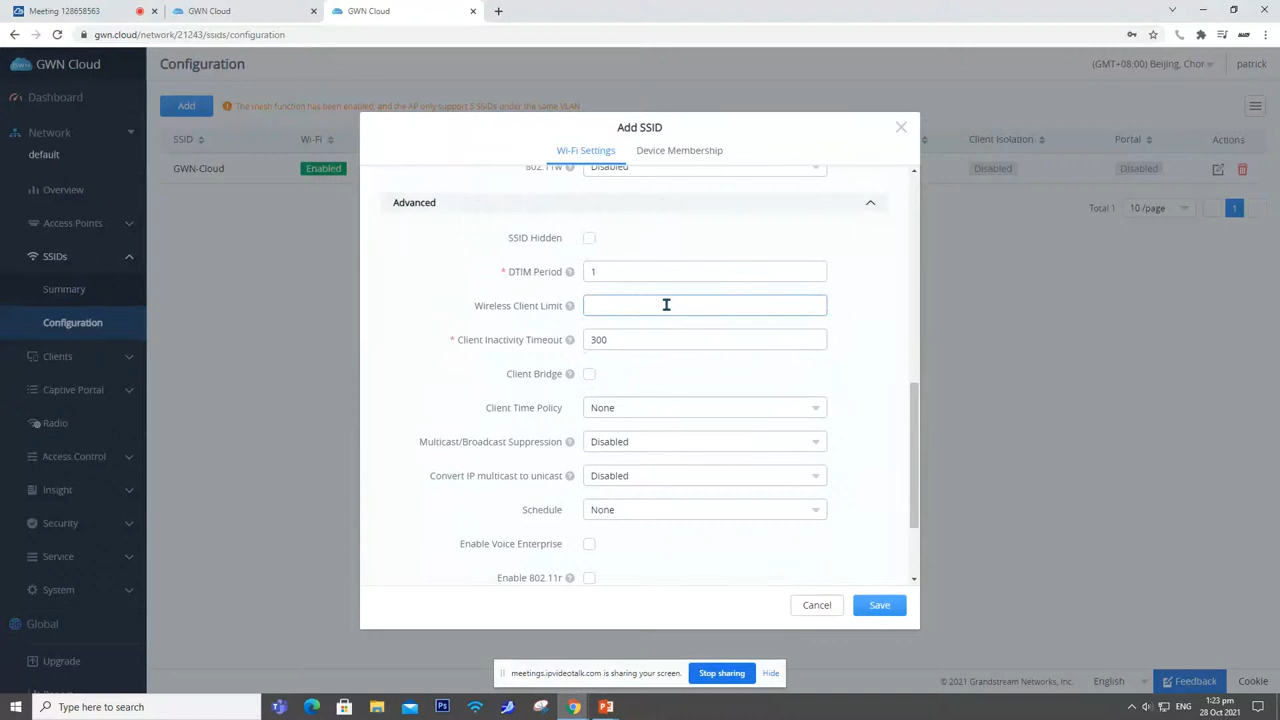 Meeting 128658563
GWN Cloud
GWN Cloud
gwn.cloud/network/21243/ssids/configuration
GWN Cloud
Configuration
(GMT+08:00) Beijing, Chor
patrick
Dashboard
Add
The mesh function has been enabled, and the AP only support 5 SSIDs under the same VLAN
Network
default
SSID
Wi-Fi
Client Isolation
Portal
Actions
GWN-Cloud
Enabled
Disabled
Disabled
Total 1
10 /page
1
Overview
Access Points
SSIDs
Summary
Configuration
Clients
Captive Portal
Radio
Access Control
Insight
Security
Service
System
Global
Upgrade
Add SSID
Wi-Fi Settings
Device Membership
802.11w
Disabled
Advanced
SSID Hidden
* DTIM Period
1
Wireless Client Limit
* Client Inactivity Timeout
300
Client Bridge
Client Time Policy
None
Multicast/Broadcast Suppression
Disabled
Convert IP multicast to unicast
Disabled
Schedule
None
Enable Voice Enterprise
Enable 802.11r
Cancel
Save
meetings.ipvideotalk.com is sharing your screen.
Stop sharing
Hide
© 2021 Grandstream Networks, Inc.
English
Feedback
Cookie
Type here to search
ENG
1:23 pm
28 Oct 2021